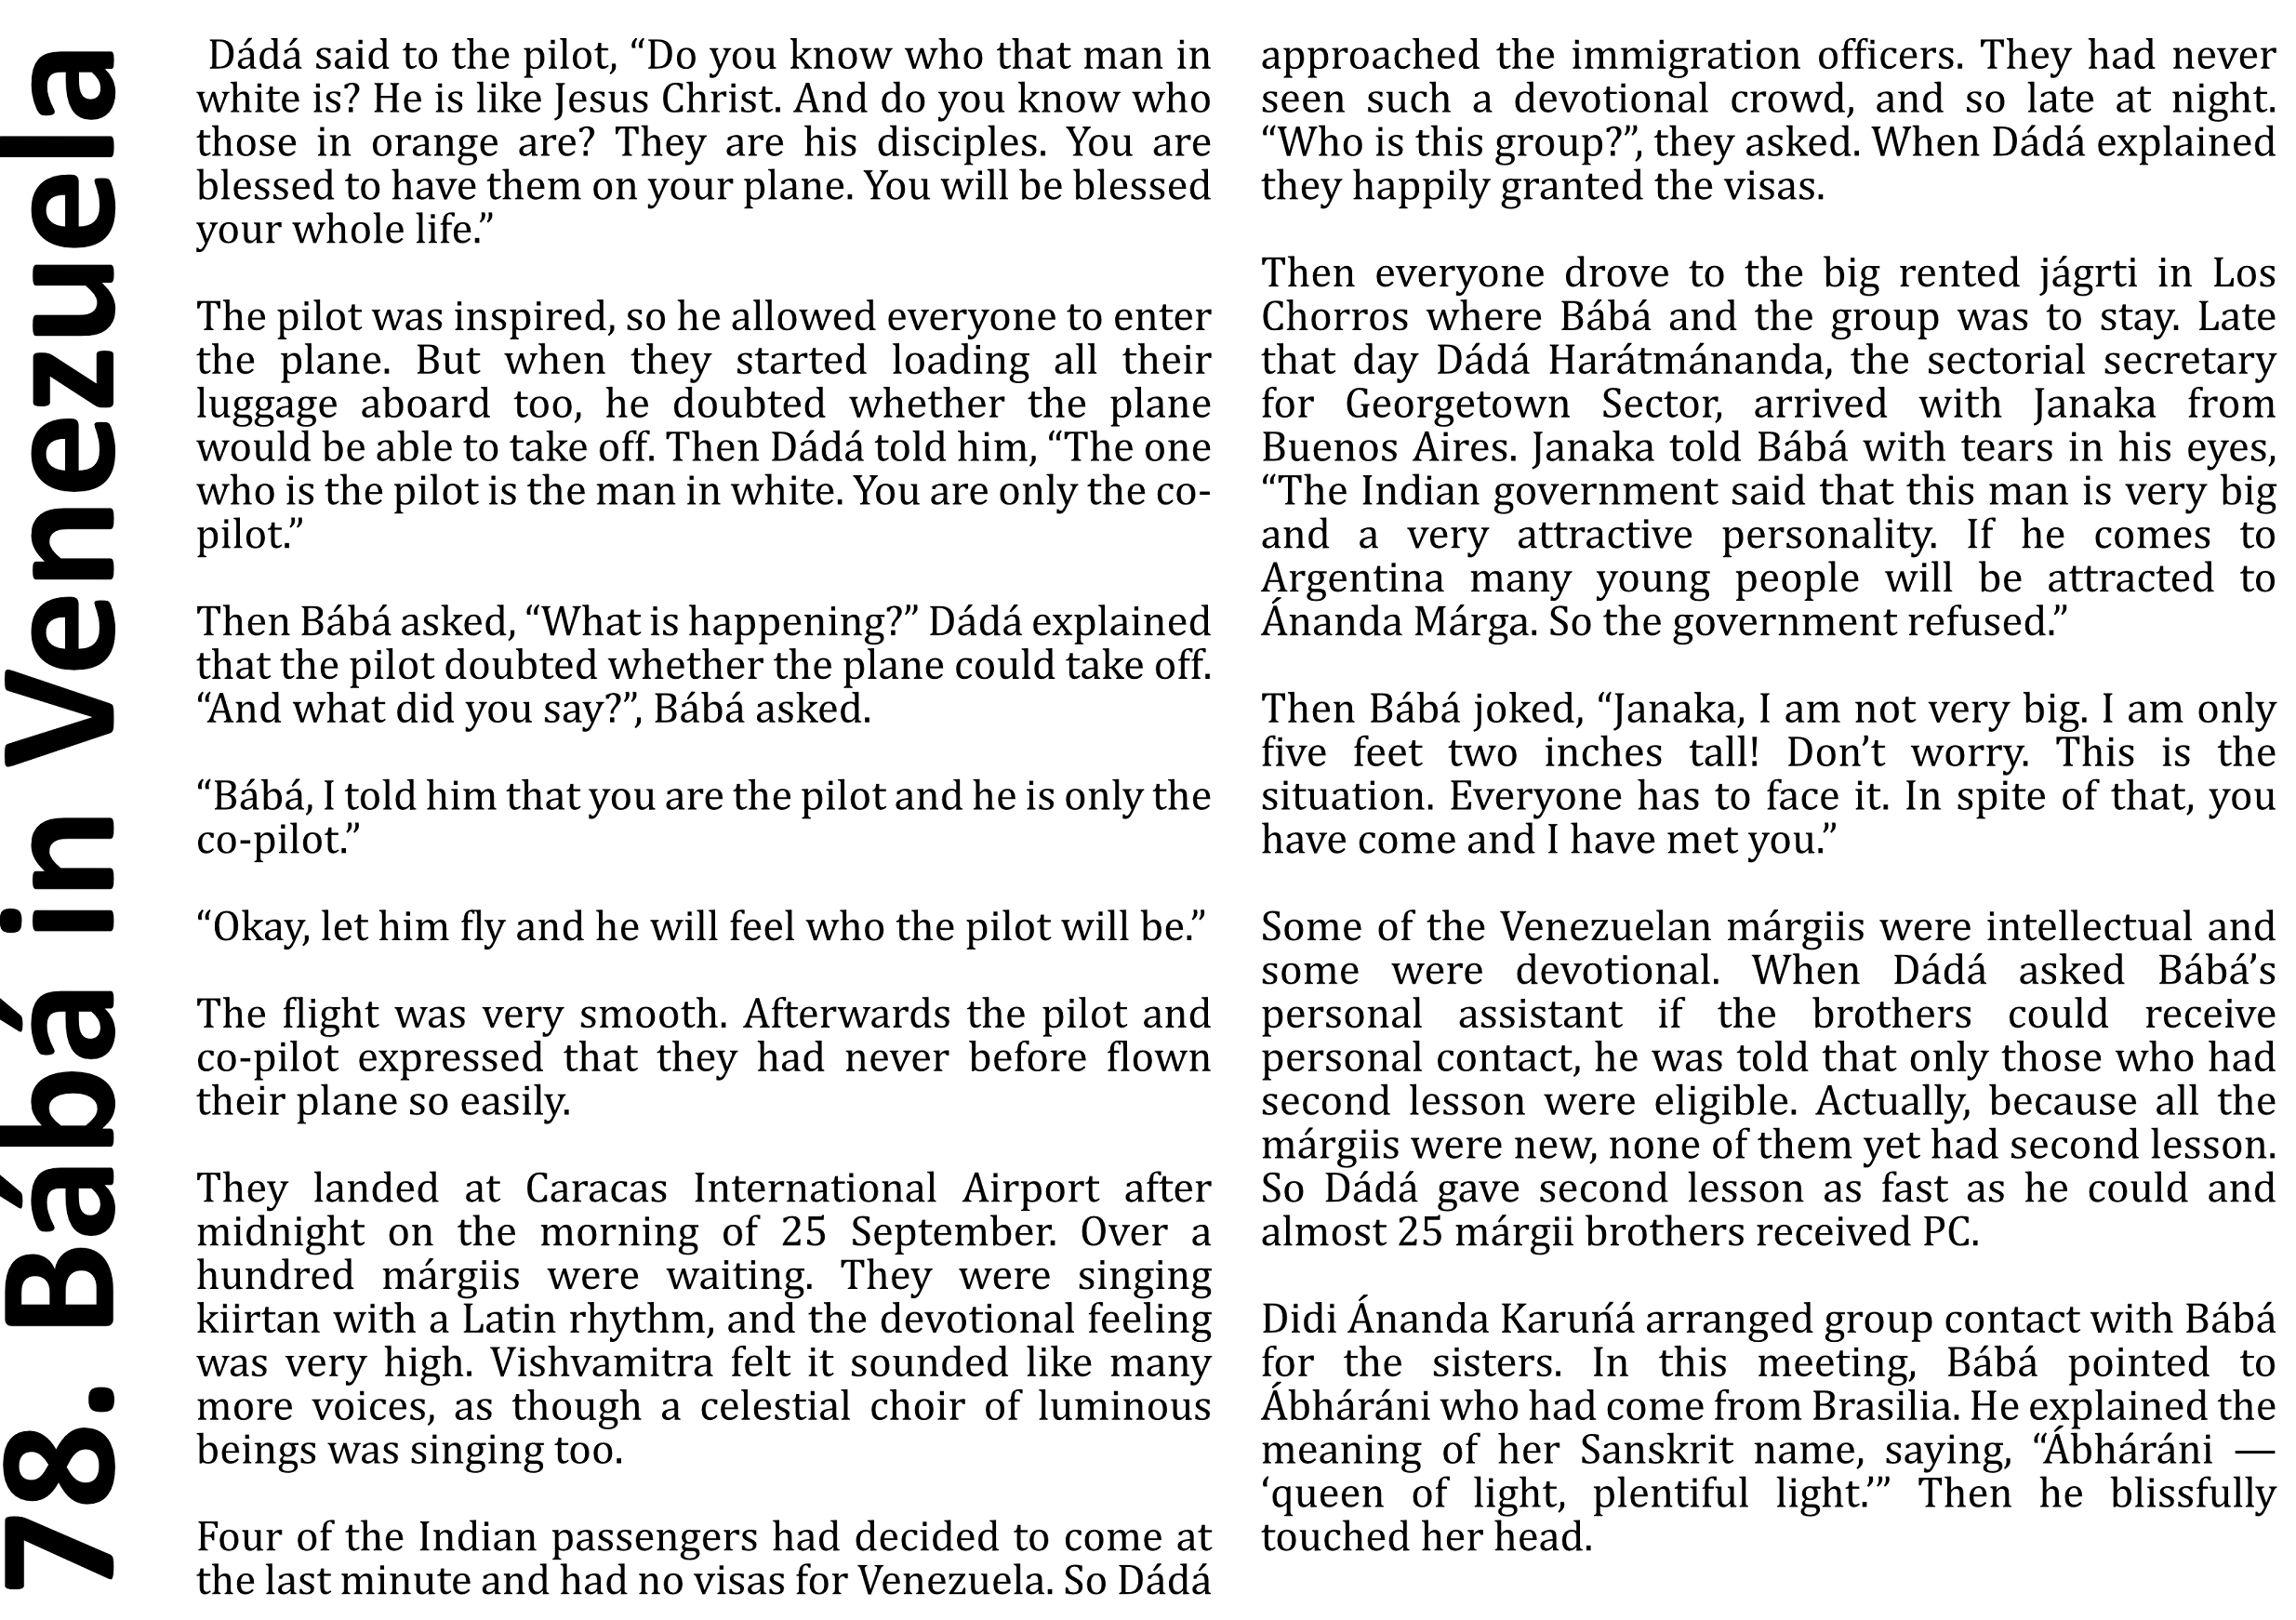 78. Bábá in Venezuela
Dádá said to the pilot, “Do you know who that man in
white is? He is like Jesus Christ. And do you know who
those in orange are? They are his disciples. You are
blessed to have them on your plane. You will be blessed
your whole life.”
The pilot was inspired, so he allowed everyone to enter
the plane. But when they started loading all their
luggage aboard too, he doubted whether the plane
would be able to take off. Then Dádá told him, “The one
who is the pilot is the man in white. You are only the co-
pilot.”
Then Bábá asked, “What is happening?” Dádá explained
that the pilot doubted whether the plane could take off.
“And what did you say?”, Bábá asked.
“Bábá, I told him that you are the pilot and he is only the
co-pilot.”
“Okay, let him fly and he will feel who the pilot will be.”
The flight was very smooth. Afterwards the pilot and
co-pilot expressed that they had never before flown
their plane so easily.
They landed at Caracas International Airport after
midnight on the morning of 25 September. Over a
hundred márgiis were waiting. They were singing
kiirtan with a Latin rhythm, and the devotional feeling
was very high. Vishvamitra felt it sounded like many
more voices, as though a celestial choir of luminous
beings was singing too.
Four of the Indian passengers had decided to come at
the last minute and had no visas for Venezuela. So Dádá
approached the immigration officers. They had never
seen such a devotional crowd, and so late at night.
“Who is this group?”, they asked. When Dádá explained
they happily granted the visas.
Then everyone drove to the big rented jágrti in Los
Chorros where Bábá and the group was to stay. Late
that day Dádá Harátmánanda, the sectorial secretary
for Georgetown Sector, arrived with Janaka from
Buenos Aires. Janaka told Bábá with tears in his eyes,
“The Indian government said that this man is very big
and a very attractive personality. If he comes to
Argentina many young people will be attracted to
Ánanda Márga. So the government refused.”
Then Bábá joked, “Janaka, I am not very big. I am only
five feet two inches tall! Don’t worry. This is the
situation. Everyone has to face it. In spite of that, you
have come and I have met you.”
Some of the Venezuelan márgiis were intellectual and
some were devotional. When Dádá asked Bábá’s
personal assistant if the brothers could receive
personal contact, he was told that only those who had
second lesson were eligible. Actually, because all the
márgiis were new, none of them yet had second lesson.
So Dádá gave second lesson as fast as he could and
almost 25 márgii brothers received PC.
Didi Ánanda Karuńá arranged group contact with Bábá
for the sisters. In this meeting, Bábá pointed to
Ábháráni who had come from Brasilia. He explained the
meaning of her Sanskrit name, saying, “Ábháráni —
‘queen of light, plentiful light.’” Then he blissfully
touched her head.